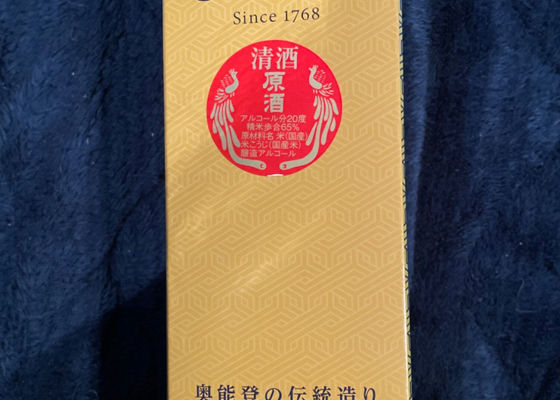 Since 1768
清酒
原酒
アルコール分20度
精米歩合65%
原材料名 米(国産)
米こうじ(国産米)
醸造アルコール
奥能登の伝統造り